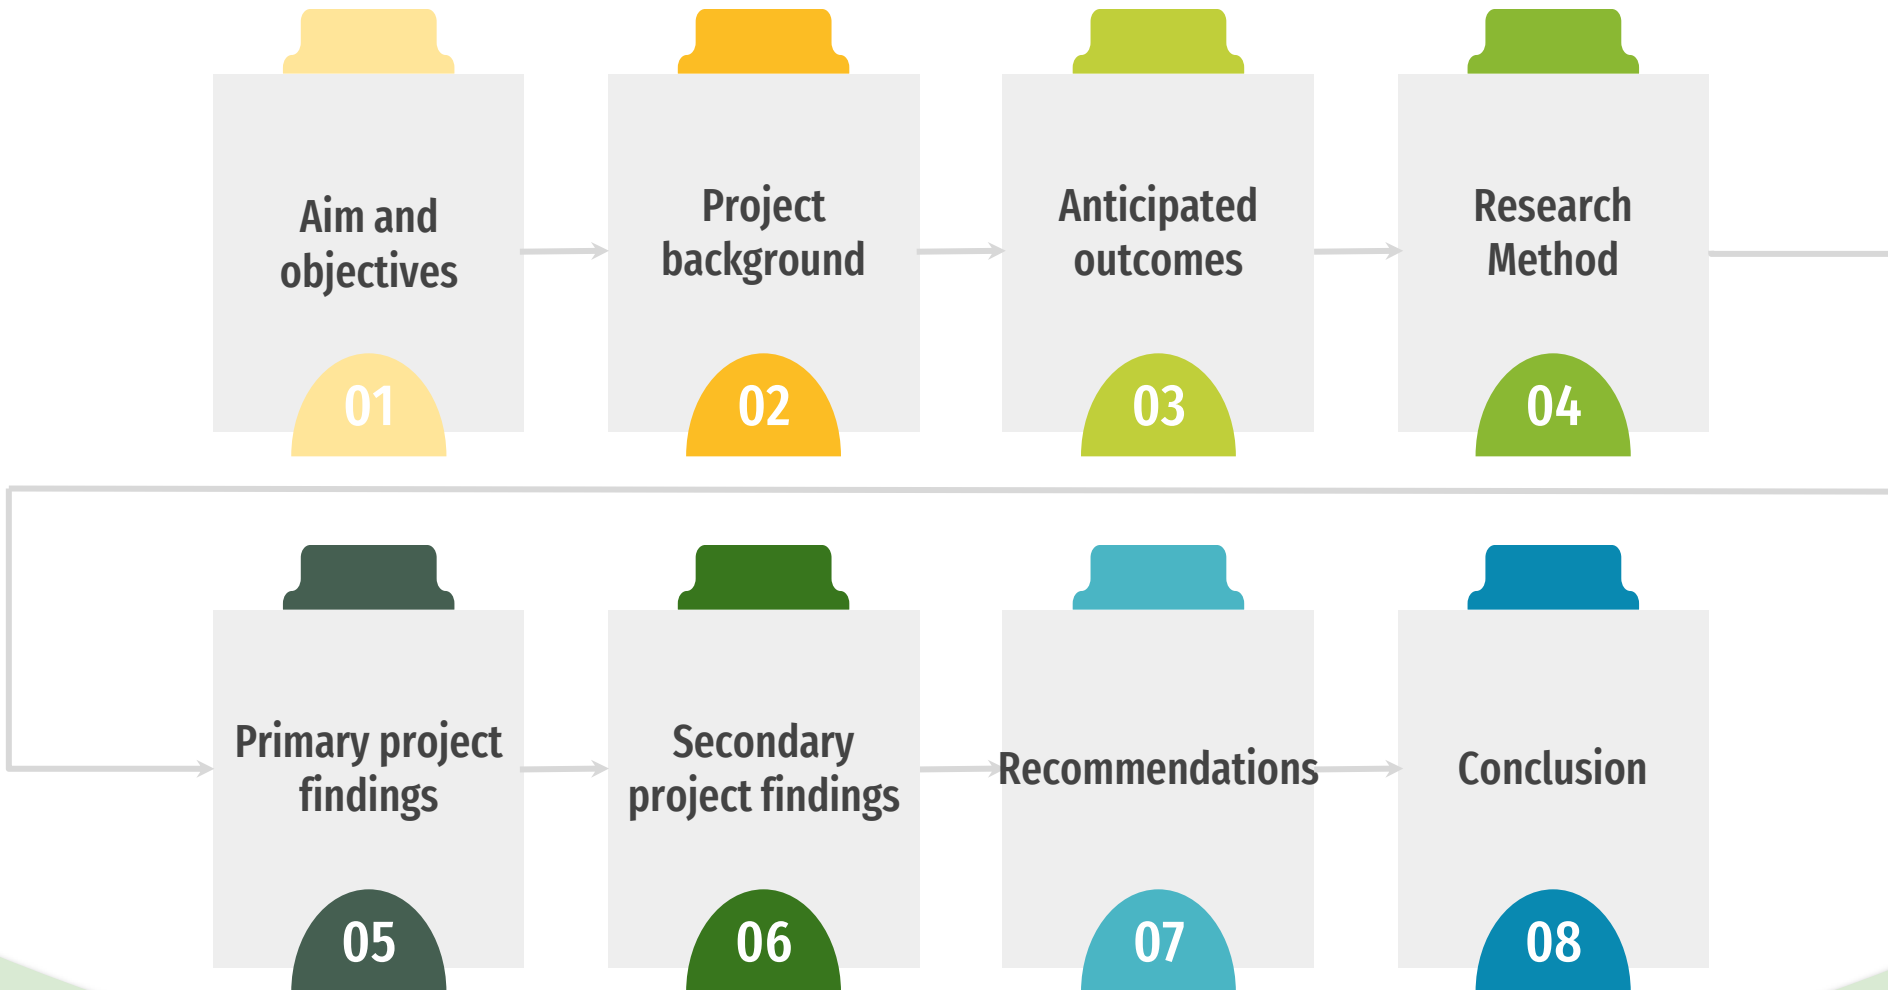 Aim and
objectives
01
Project
background
02
Anticipated
outcomes
03
Research
Method
04
Primary project
findings
05
Secondary
project findings
06
Recommendations
07
Conclusion
08